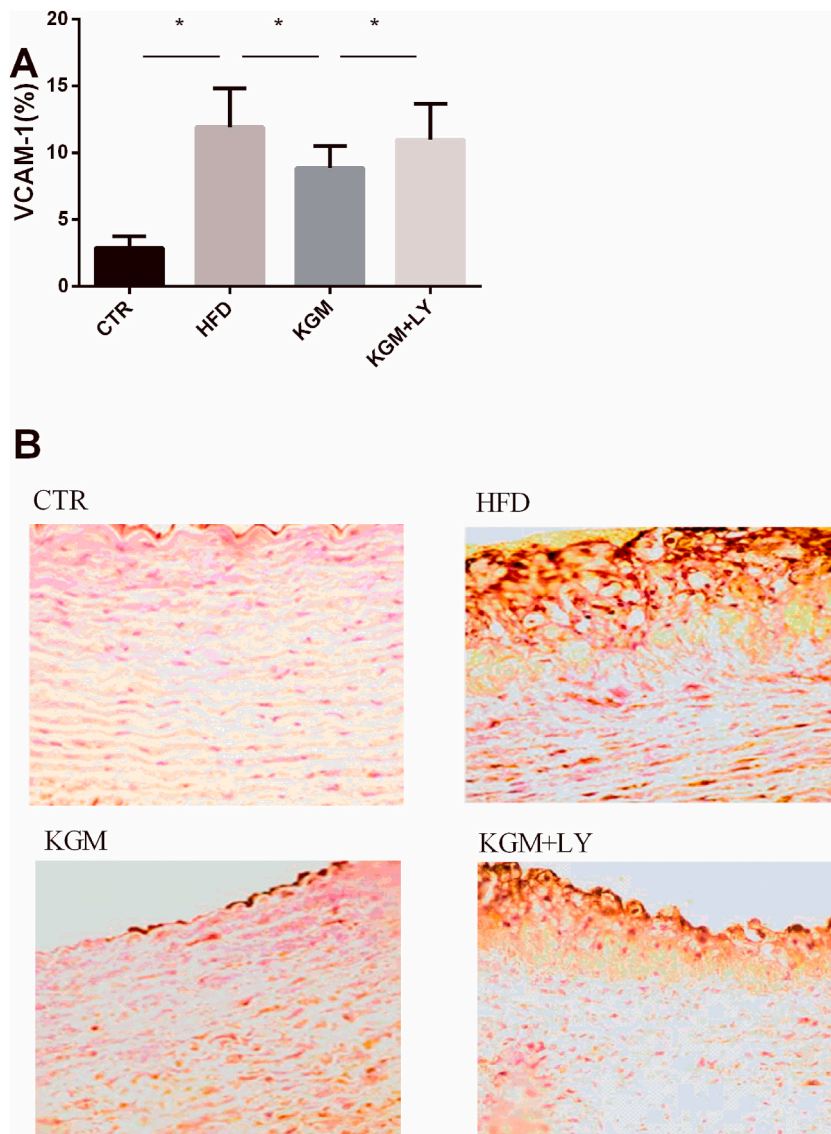 A
VCAM-1(%)
20
15
10
5
0
* * *
CTR HFD KGM KGM+LY
B
CTR HFD
KGM KGM+LY